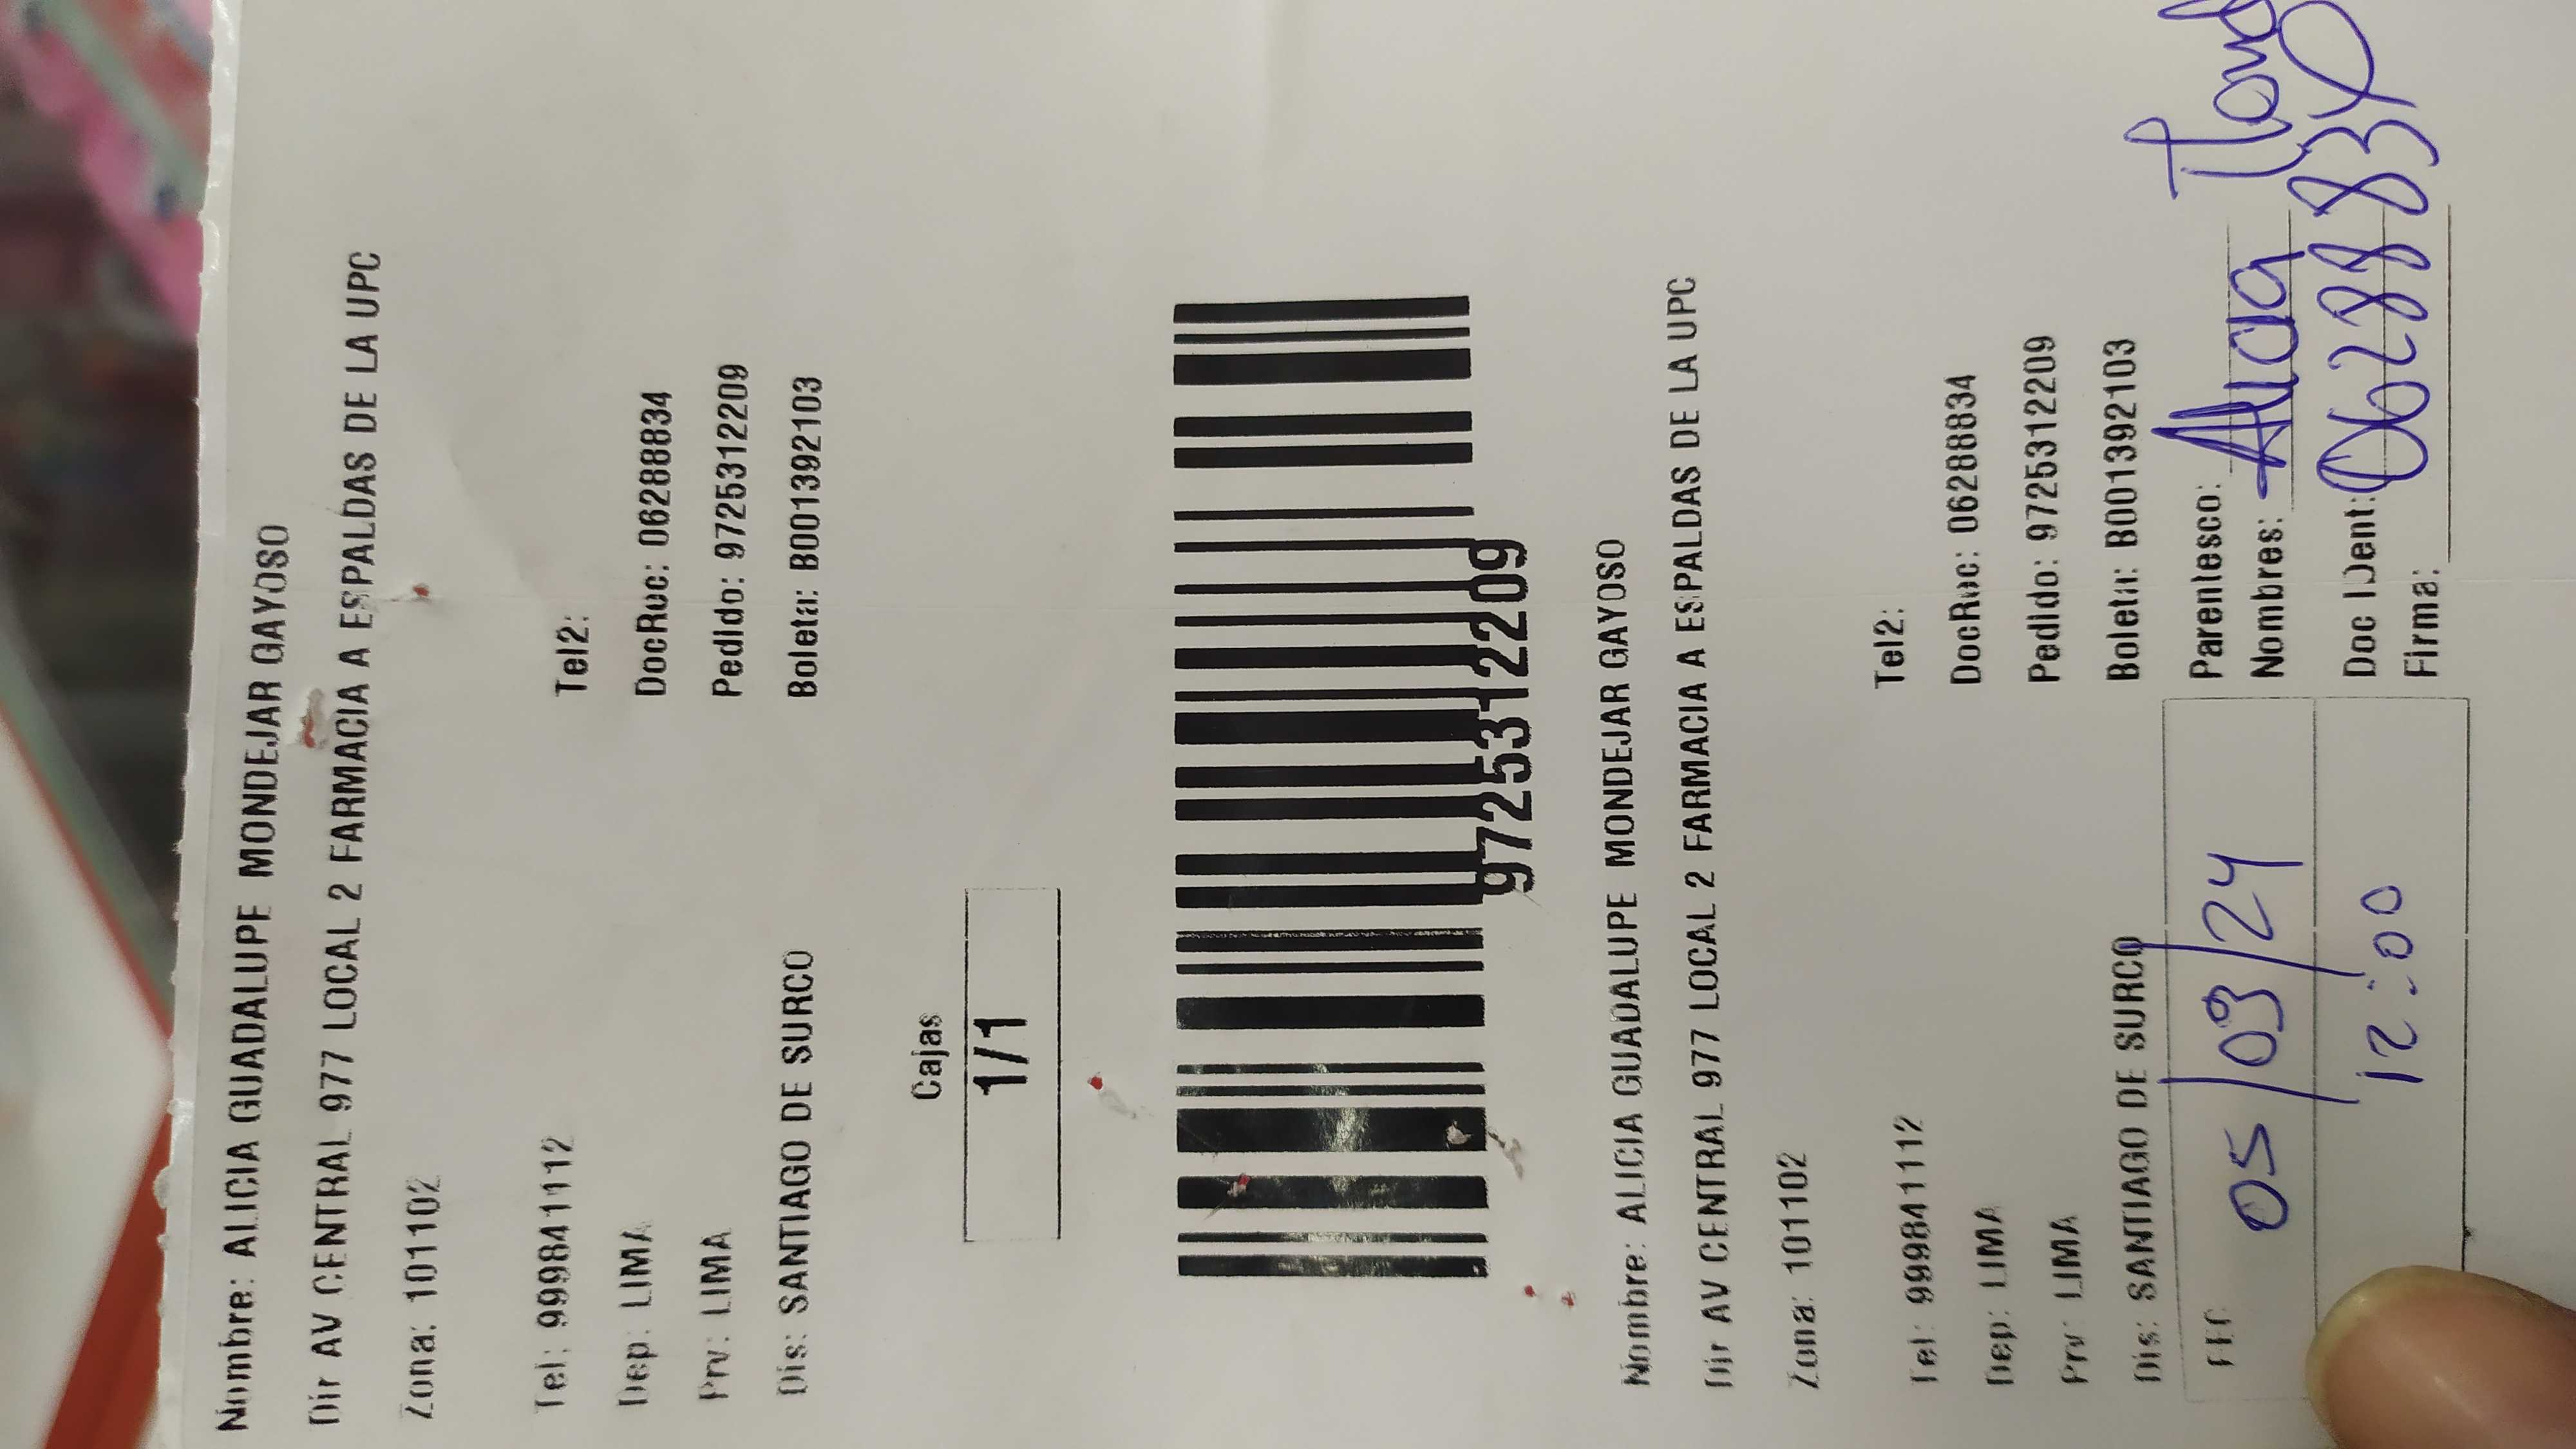 Nombre: ALICIA GUADALUPE MONDEJAR GAYOSO
Dir AV CENTRAL 977 LOCAL 2 FARMACIA A ESPALDAS DE LA UPC
Zona: 101102
Tel: 999841112 Tel2:
Dep: LIMA DocRuc: 06288834
Prv: LIMA Pedido: 9725312209
Dis: SANTIAGO DE SURCO Boleta: B001392103
Cajas
1/1
9725312209
Nombre: ALICIA GUADALUPE MONDEJAR GAYOSO
Dir AV CENTRAL 977 LOCAL 2 FARMACIA A ESPALDAS DE LA UPC
Zona: 101102
Tel: 999841112 Tel2:
Dep: LIMA DocRuc: 06288834
Prv: LIMA Pedido: 9725312209
Dis: SANTIAGO DE SURCO Boleta: B001392103
FEC 05/03/24 Parentesco:
Nombres: Alicia
12:00 Doc IDent: 06288834
Firma: